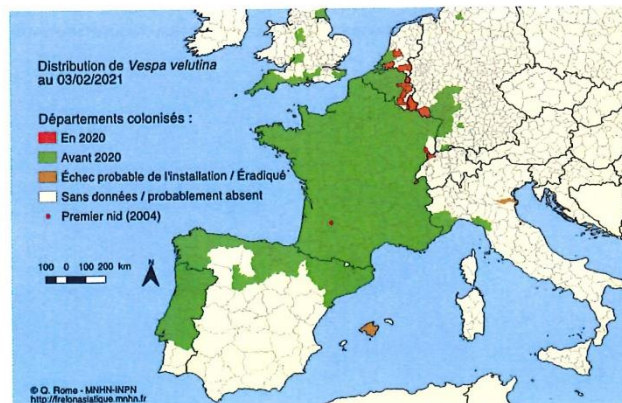 Distribution de Vespa velutina
au 03/02/2021
Départements colonisés :
En 2020
Avant 2020
Échec probable de l'installation / Éradiqué
Sans données / probablement absent
Premier nid (2004)
100 0 100 200 km
N
© Q. Rome - MNHN-INPN
http://frelonasiatique.mnhn.fr